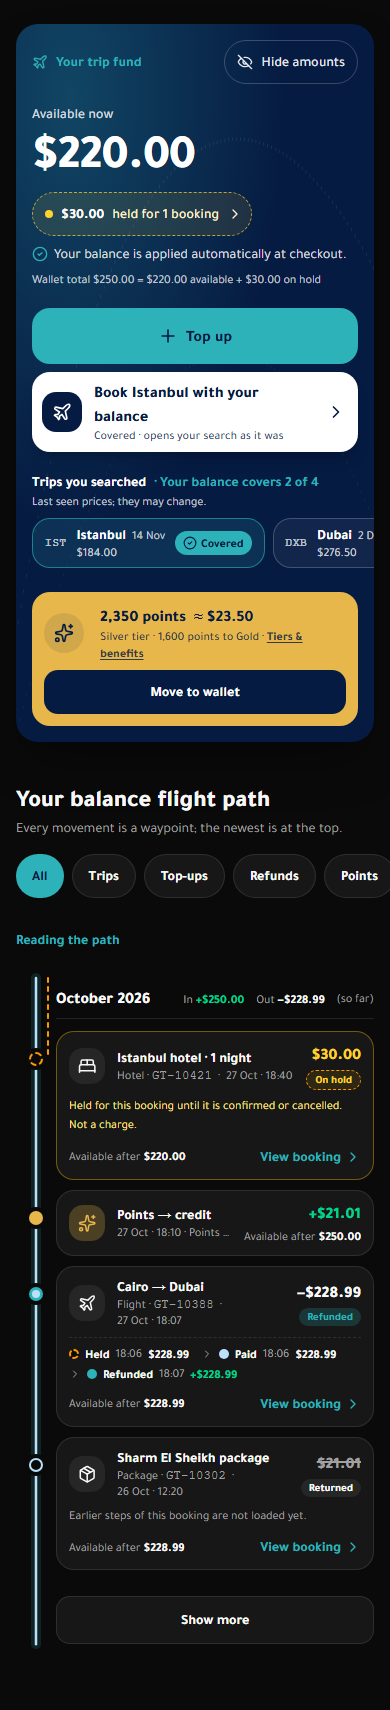 Your trip fund
Hide amounts
Available now
$220.00
$30.00 held for 1 booking
Your balance is applied automatically at checkout.
Wallet total $250.00 = $220.00 available + $30.00 on hold
Top up
Book Istanbul with your
balance
Covered · opens your search as it was
Trips you searched · Your balance covers 2 of 4
Last seen prices; they may change.
IST Istanbul 14 Nov
$184.00
Covered
DXB Dubai 2 D
$276.50
2,350 points ≈ $23.50
Silver tier · 1,600 points to Gold · Tiers &
benefits
Move to wallet
Your balance flight path
Every movement is a waypoint; the newest is at the top.
All Trips Top-ups Refunds Points
Reading the path
October 2026 In +$250.00 Out −$228.99 (so far)
Istanbul hotel · 1 night $30.00
Hotel · GT-10421 · 27 Oct · 18:40 On hold
Held for this booking until it is confirmed or cancelled.
Not a charge.
Available after $220.00 View booking
Points → credit +$21.01
27 Oct · 18:10 · Points ... Available after $250.00
Cairo → Dubai −$228.99
Flight · GT-10388 ·
27 Oct · 18:07
Refunded
Held 18:06 $228.99 › Paid 18:06 $228.99
› Refunded 18:07 +$228.99
Available after $228.99 View booking
Sharm El Sheikh package $21.01
Package · GT-10302 ·
26 Oct · 12:20
Returned
Earlier steps of this booking are not loaded yet.
Available after $228.99 View booking
Show more